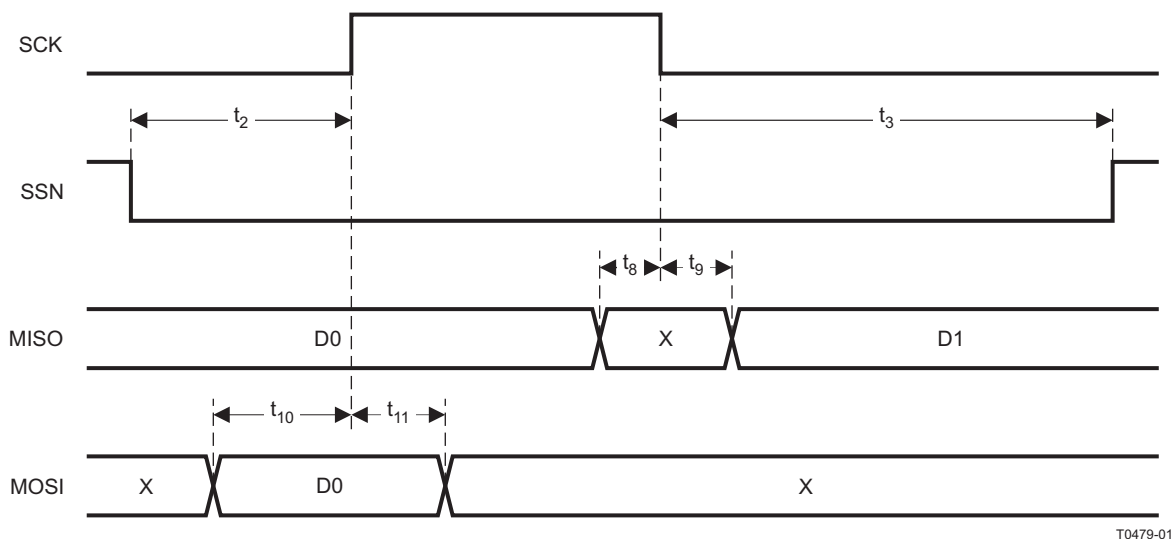 SCK
t2
t3
SSN
t8
t9
MISO
D0
X
D1
t10
t11
MOSI
X
D0
X
T0479-01